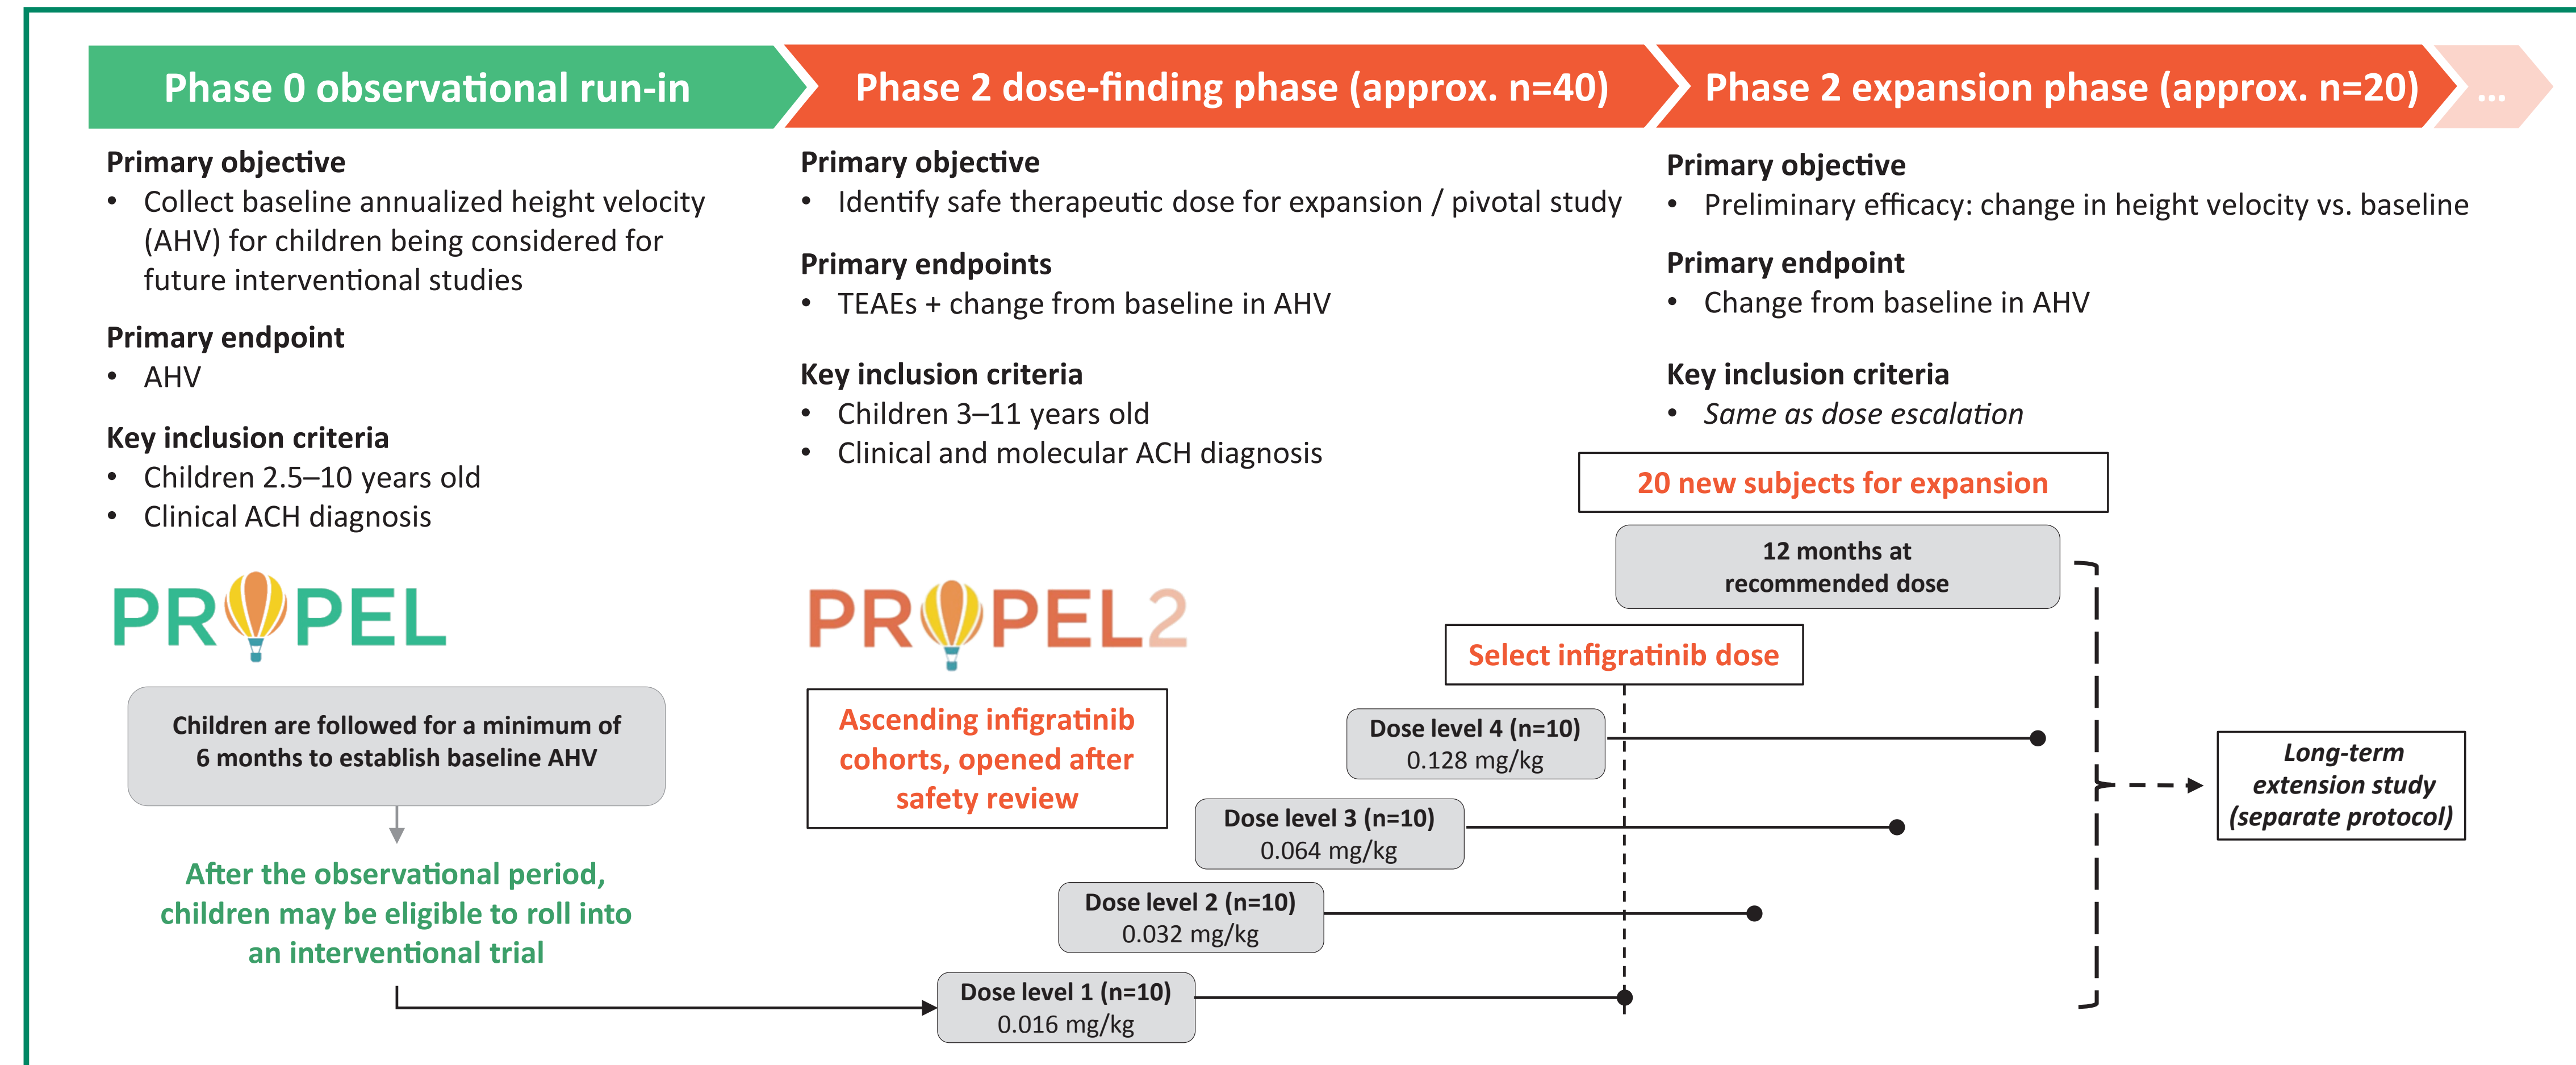 Phase 0 observational run-in
Phase 2 dose-finding phase (approx. n=40)
Phase 2 expansion phase (approx. n=20)
...
Primary objective
• Collect baseline annualized height velocity
(AHV) for children being considered for
future interventional studies
Primary endpoint
• AHV
Key inclusion criteria
• Children 2.5–10 years old
• Clinical ACH diagnosis
PROPEL
Children are followed for a minimum of
6 months to establish baseline AHV
After the observational period,
children may be eligible to roll into
an interventional trial
Primary objective
• Identify safe therapeutic dose for expansion / pivotal study
Primary endpoints
• TEAEs + change from baseline in AHV
Key inclusion criteria
• Children 3–11 years old
• Clinical and molecular ACH diagnosis
PROPEL2
Ascending infigratinib
cohorts, opened after
safety review
Dose level 1 (n=10)
0.016 mg/kg
Dose level 2 (n=10)
0.032 mg/kg
Dose level 3 (n=10)
0.064 mg/kg
Dose level 4 (n=10)
0.128 mg/kg
Select infigratinib dose
Primary objective
• Preliminary efficacy: change in height velocity vs. baseline
Primary endpoint
• Change from baseline in AHV
Key inclusion criteria
• Same as dose escalation
20 new subjects for expansion
12 months at
recommended dose
Long-term
extension study
(separate protocol)